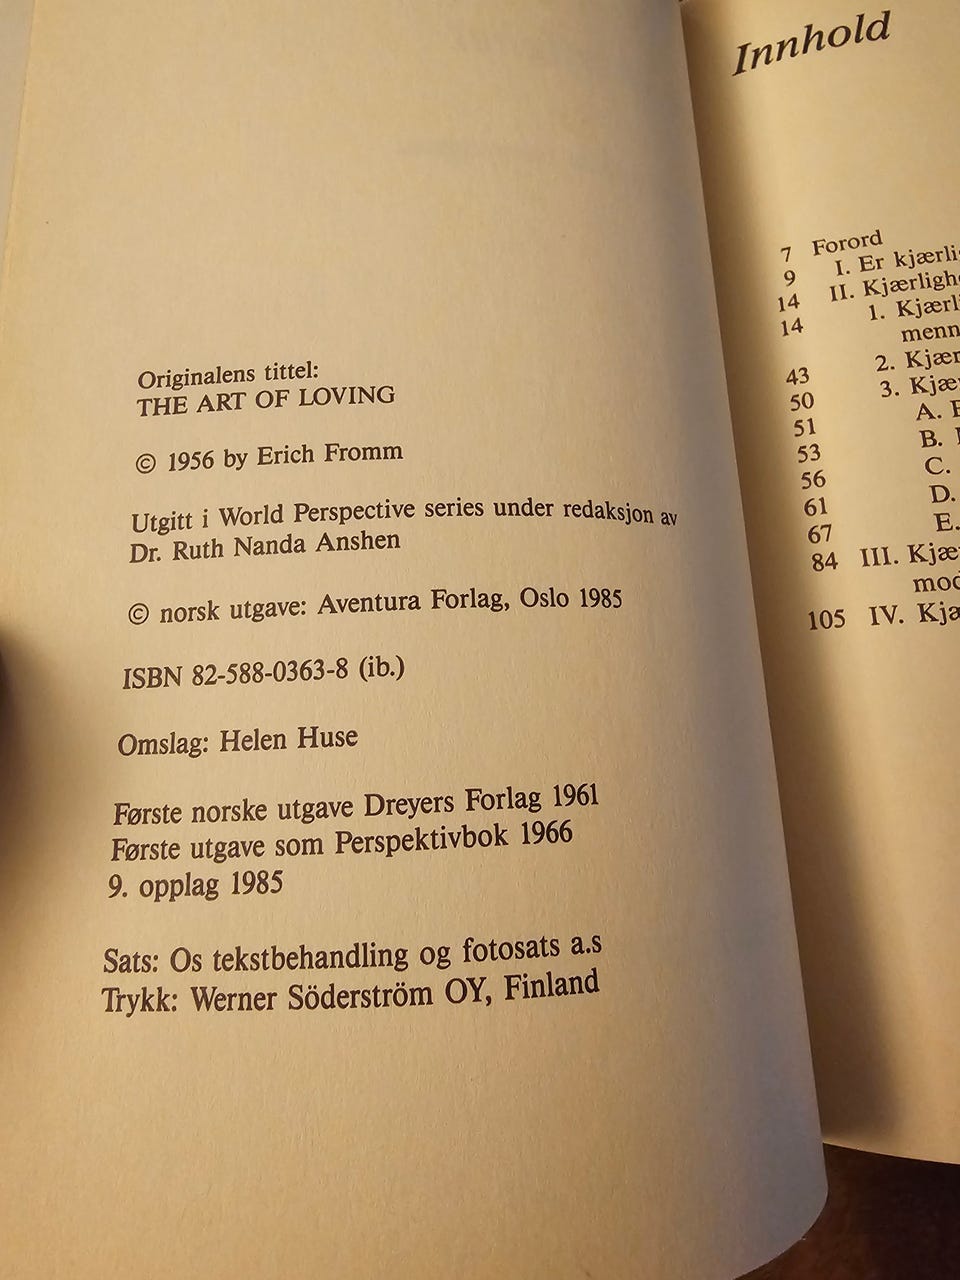 Originalens tittel:
THE ART OF LOVING
© 1956 by Erich Fromm
Utgitt i World Perspective series under redaksjon av
Dr. Ruth Nanda Anshen
© norsk utgave: Aventura Forlag, Oslo 1985
ISBN 82-588-0363-8 (ib.)
Omslag: Helen Huse
Første norske utgave Dreyers Forlag 1961
Første utgave som Perspektivbok 1966
9. opplag 1985
Sats: Os tekstbehandling og fotosats a.s
Trykk: Werner Söderström OY, Finland
Innhold
7 Forord
9 I. Er
14 II.
14 1.
43 2.
50 3.
51 A.
53 B.
56 C.
61 D.
67 E.
84 III.
105 IV.